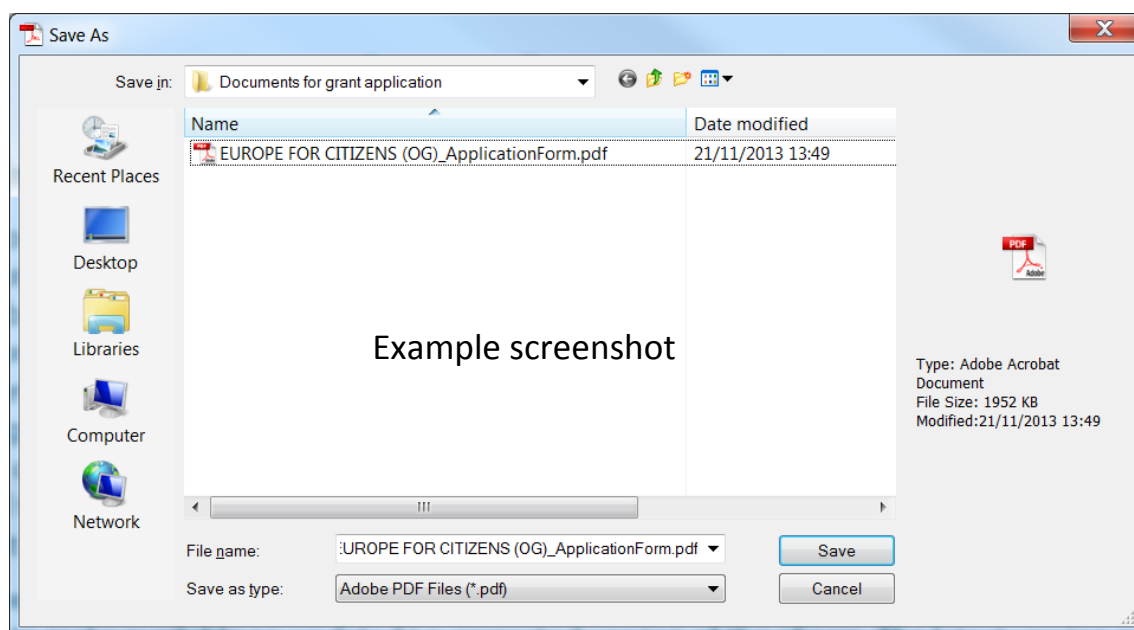 Save As
X
Save in:
Documents for grant application
Name
Date modified
EUROPE FOR CITIZENS (OG)_ApplicationForm.pdf
21/11/2013 13:49
Recent Places
Desktop
Libraries
Computer
Network
Example screenshot
PDF
Adobe
Type: Adobe Acrobat
Document
File Size: 1952 KB
Modified:21/11/2013 13:49
File name:
:UROPE FOR CITIZENS (OG)_ApplicationForm.pdf
Save
Save as type:
Adobe PDF Files (*.pdf)
Cancel